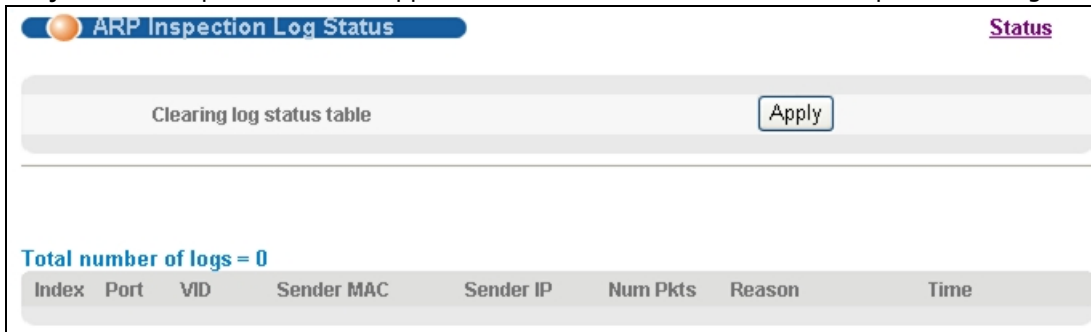 ARP Inspection Log Status Status
Clearing log status table Apply
Total number of logs = 0
Index Port VID Sender MAC Sender IP Num Pkts Reason Time